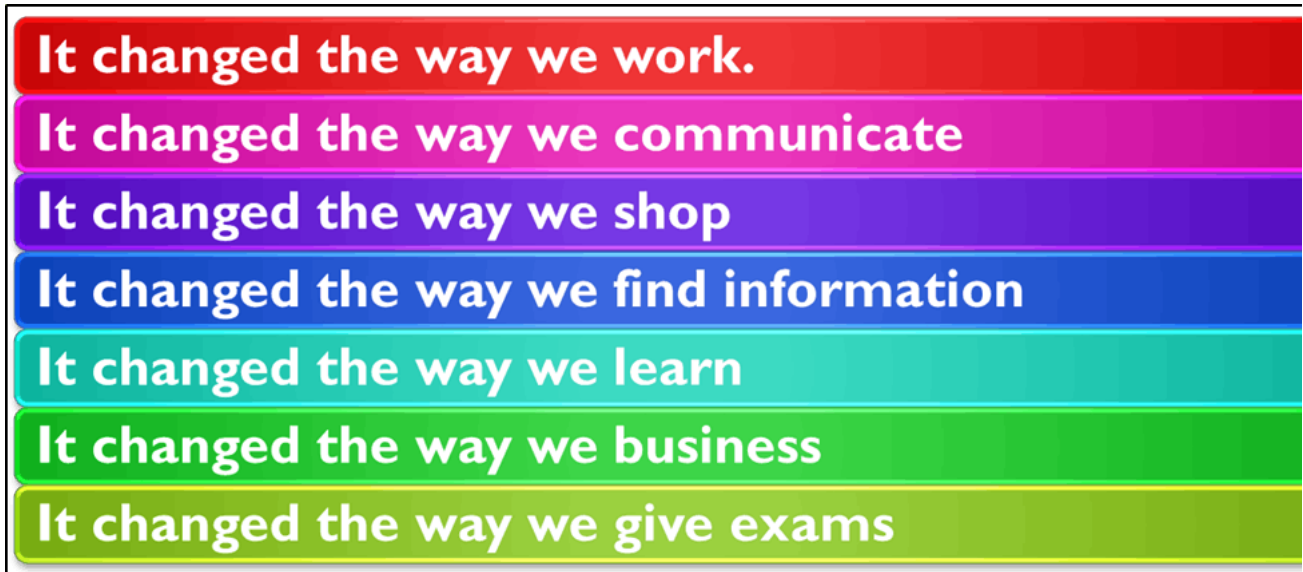 It changed the way we work.
It changed the way we communicate
It changed the way we shop
It changed the way we find information
It changed the way we learn
It changed the way we business
It changed the way we give exams